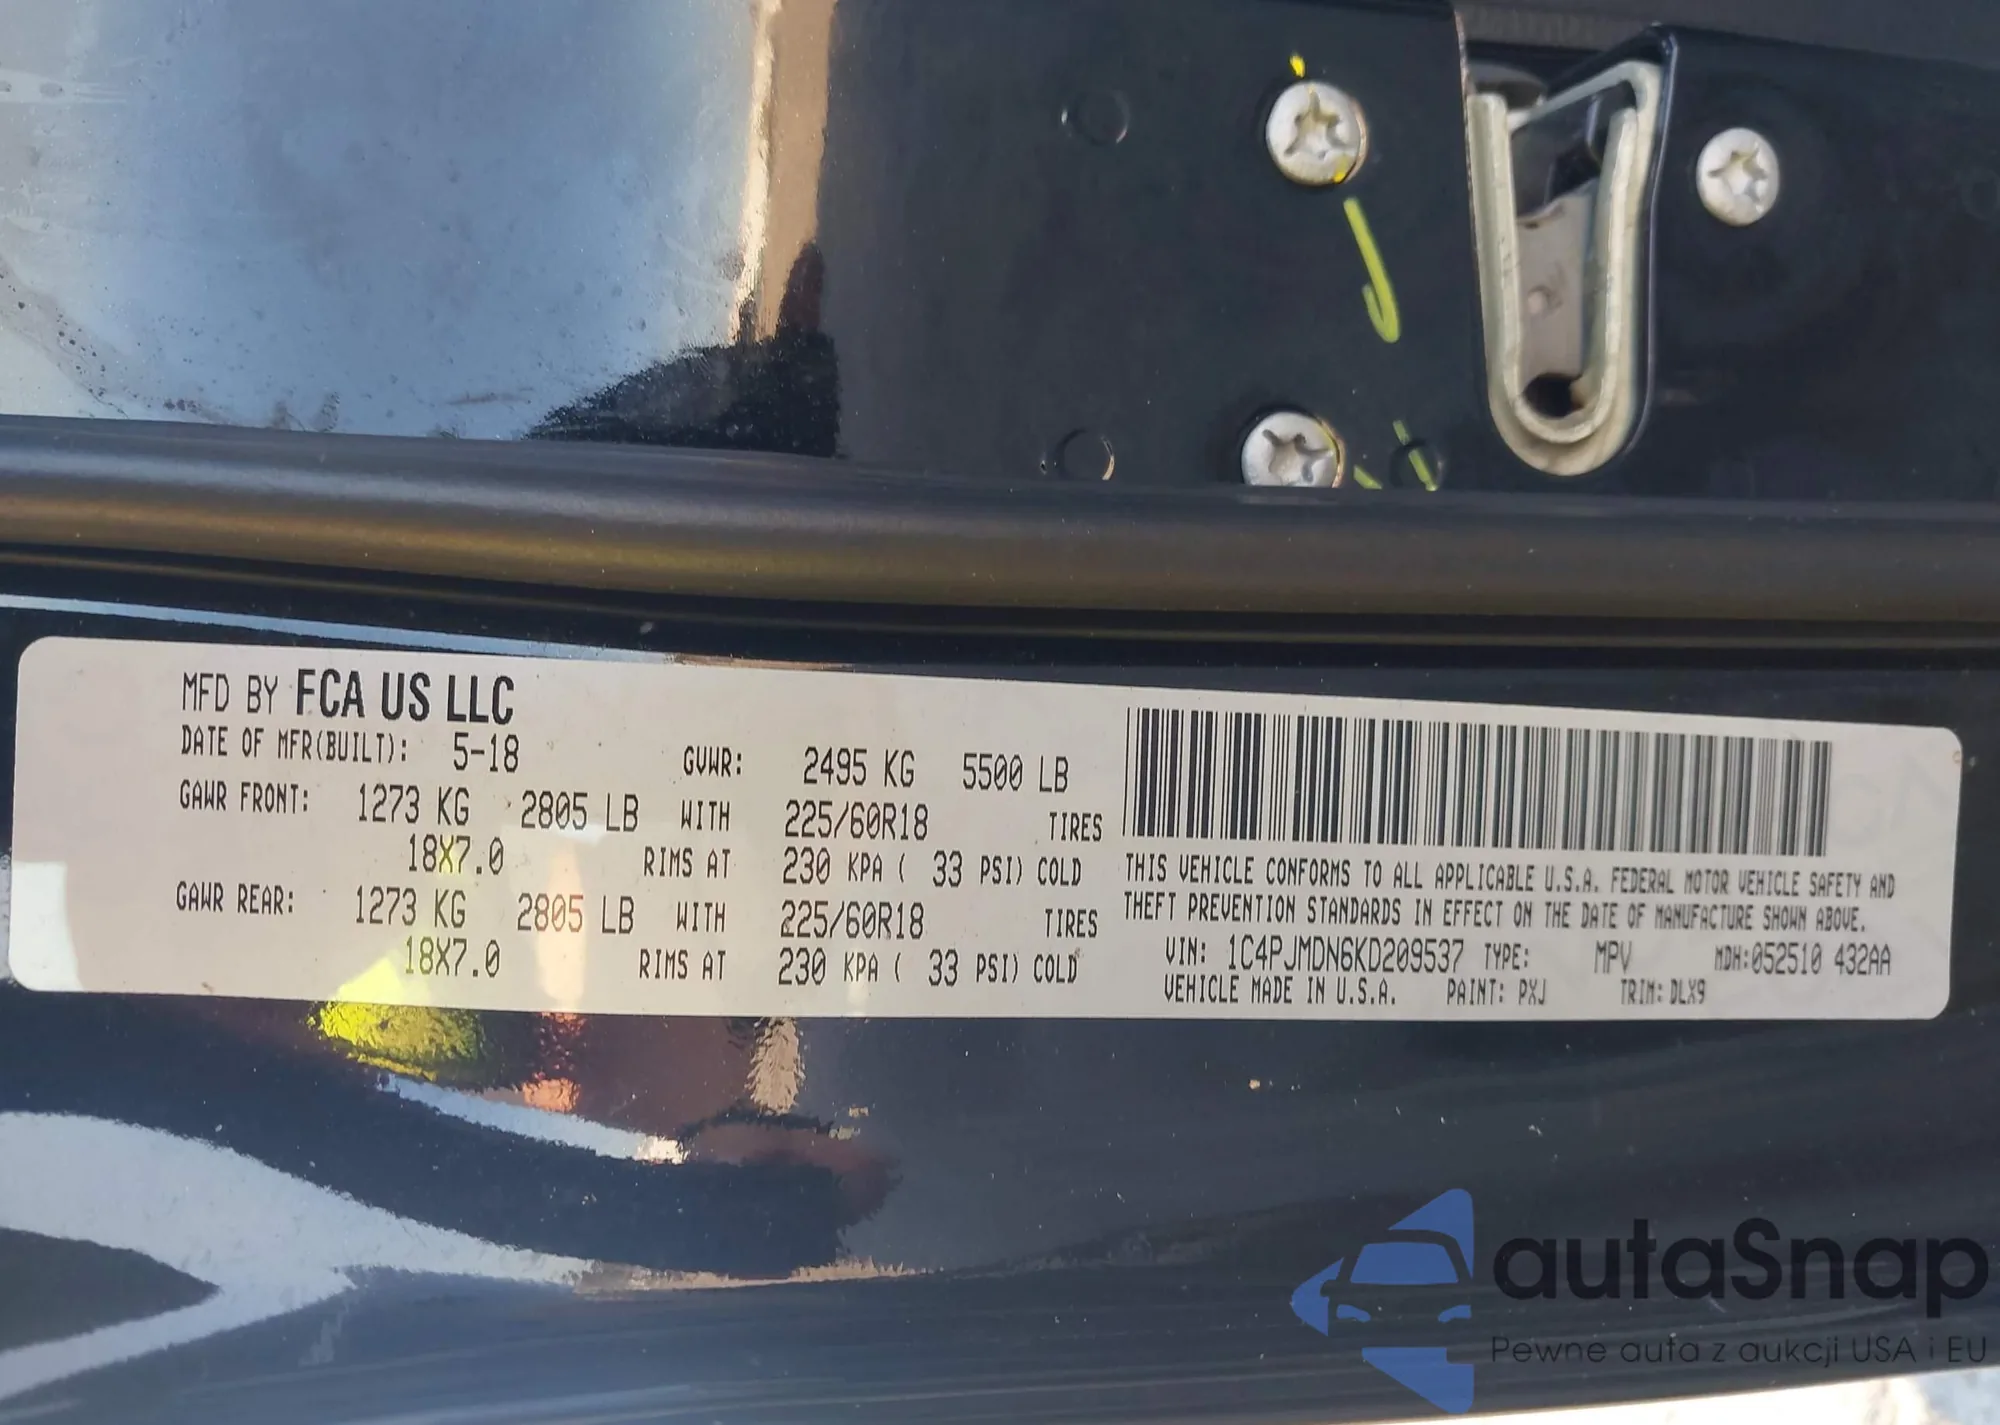 MFD BY FCA US LLC
DATE OF MFR(BUILT): 5-18 GVWR: 2495 KG 5500 LB
GAWR FRONT: 1273 KG 2805 LB WITH 225/60R18 TIRES
18X7.0 RIMS AT 230 KPA ( 33 PSI) COLD
GAWR REAR: 1273 KG 2805 LB WITH 225/60R18 TIRES
18X7.0 RIMS AT 230 KPA ( 33 PSI) COLD
THIS VEHICLE CONFORMS TO ALL APPLICABLE U.S.A. FEDERAL MOTOR VEHICLE SAFETY AND
THEFT PREVENTION STANDARDS IN EFFECT ON THE DATE OF MANUFACTURE SHOWN ABOVE.
VIN: 1C4PJMDN6KD209537 TYPE: MPV MDH:052510 432AA
VEHICLE MADE IN U.S.A. PAINT: PXJ TRIM: DLX9
autaSnap
Pewne auta z aukcji USA i EU